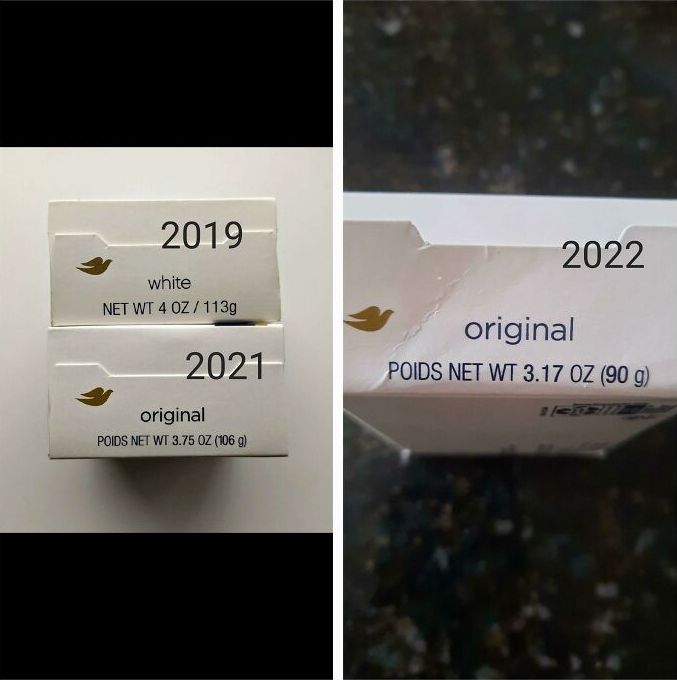 2019
white
NET WT 4 OZ / 113g
2021
original
POIDS NET WT 3.75 OZ (106 g)
2022
original
POIDS NET WT 3.17 OZ (90 g)